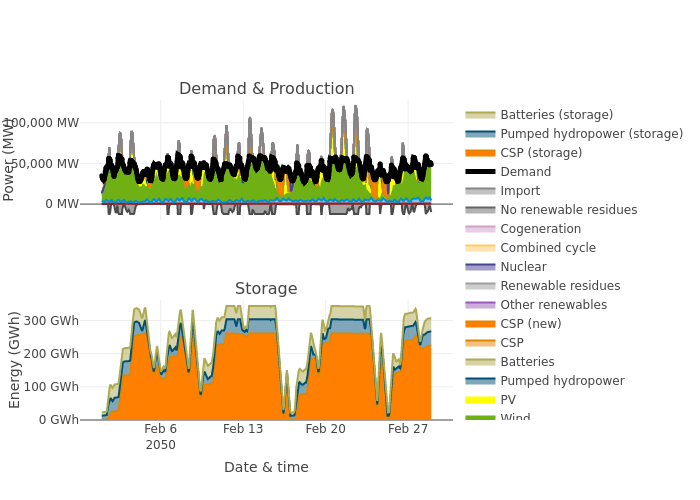 Demand & Production
100,000 MW
50,000 MW
0 MW
Power (MW)
Storage
300 GWh
200 GWh
100 GWh
0 GWh
Energy (GWh)
Feb 6
2050
Feb 13
Feb 20
Feb 27
Date & time
Batteries (storage)
Pumped hydropower (storage)
CSP (storage)
Demand
Import
No renewable residues
Cogeneration
Combined cycle
Nuclear
Renewable residues
Other renewables
CSP (new)
CSP
Batteries
Pumped hydropower
PV
Wind